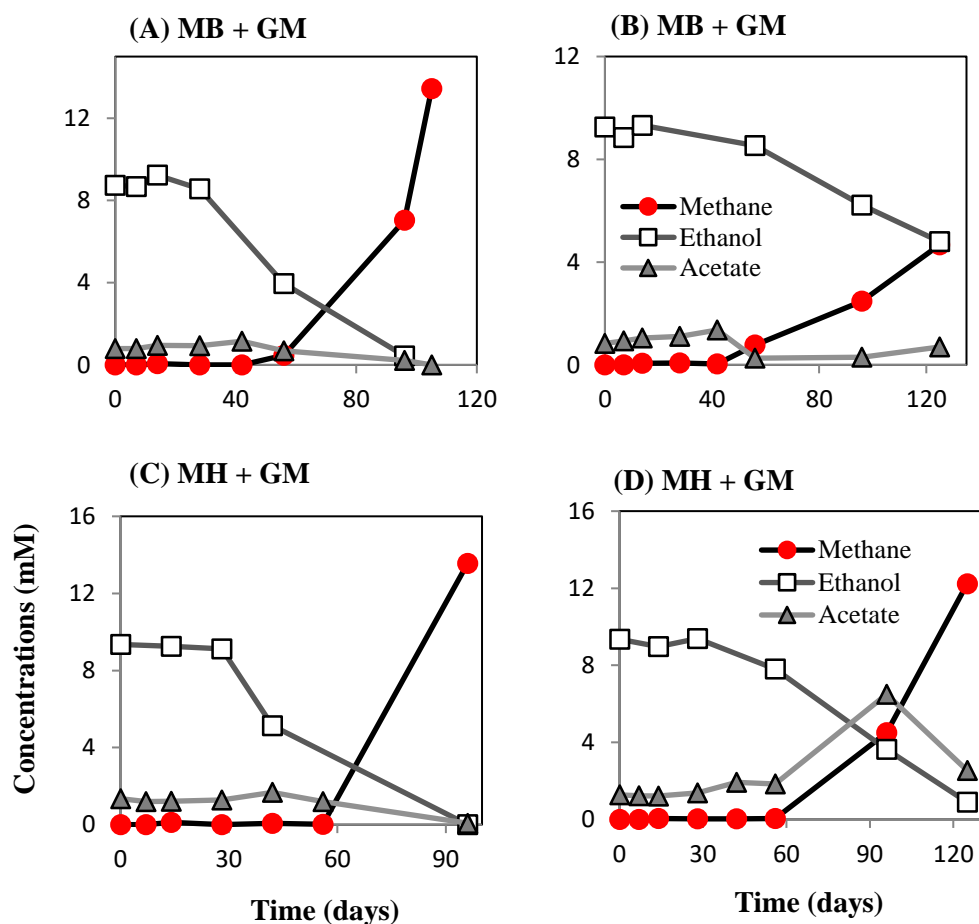 (A) MB + GM
12
8
4
0
0 40 80 120
(B) MB + GM
12
8
4
0
0 40 80 120
Methane
Ethanol
Acetate
(C) MH + GM
16
12
8
4
0
0 30 60 90
Time (days)
Concentrations (mM)
(D) MH + GM
16
12
8
4
0
0 30 60 90 120
Methane
Ethanol
Acetate
Time (days)